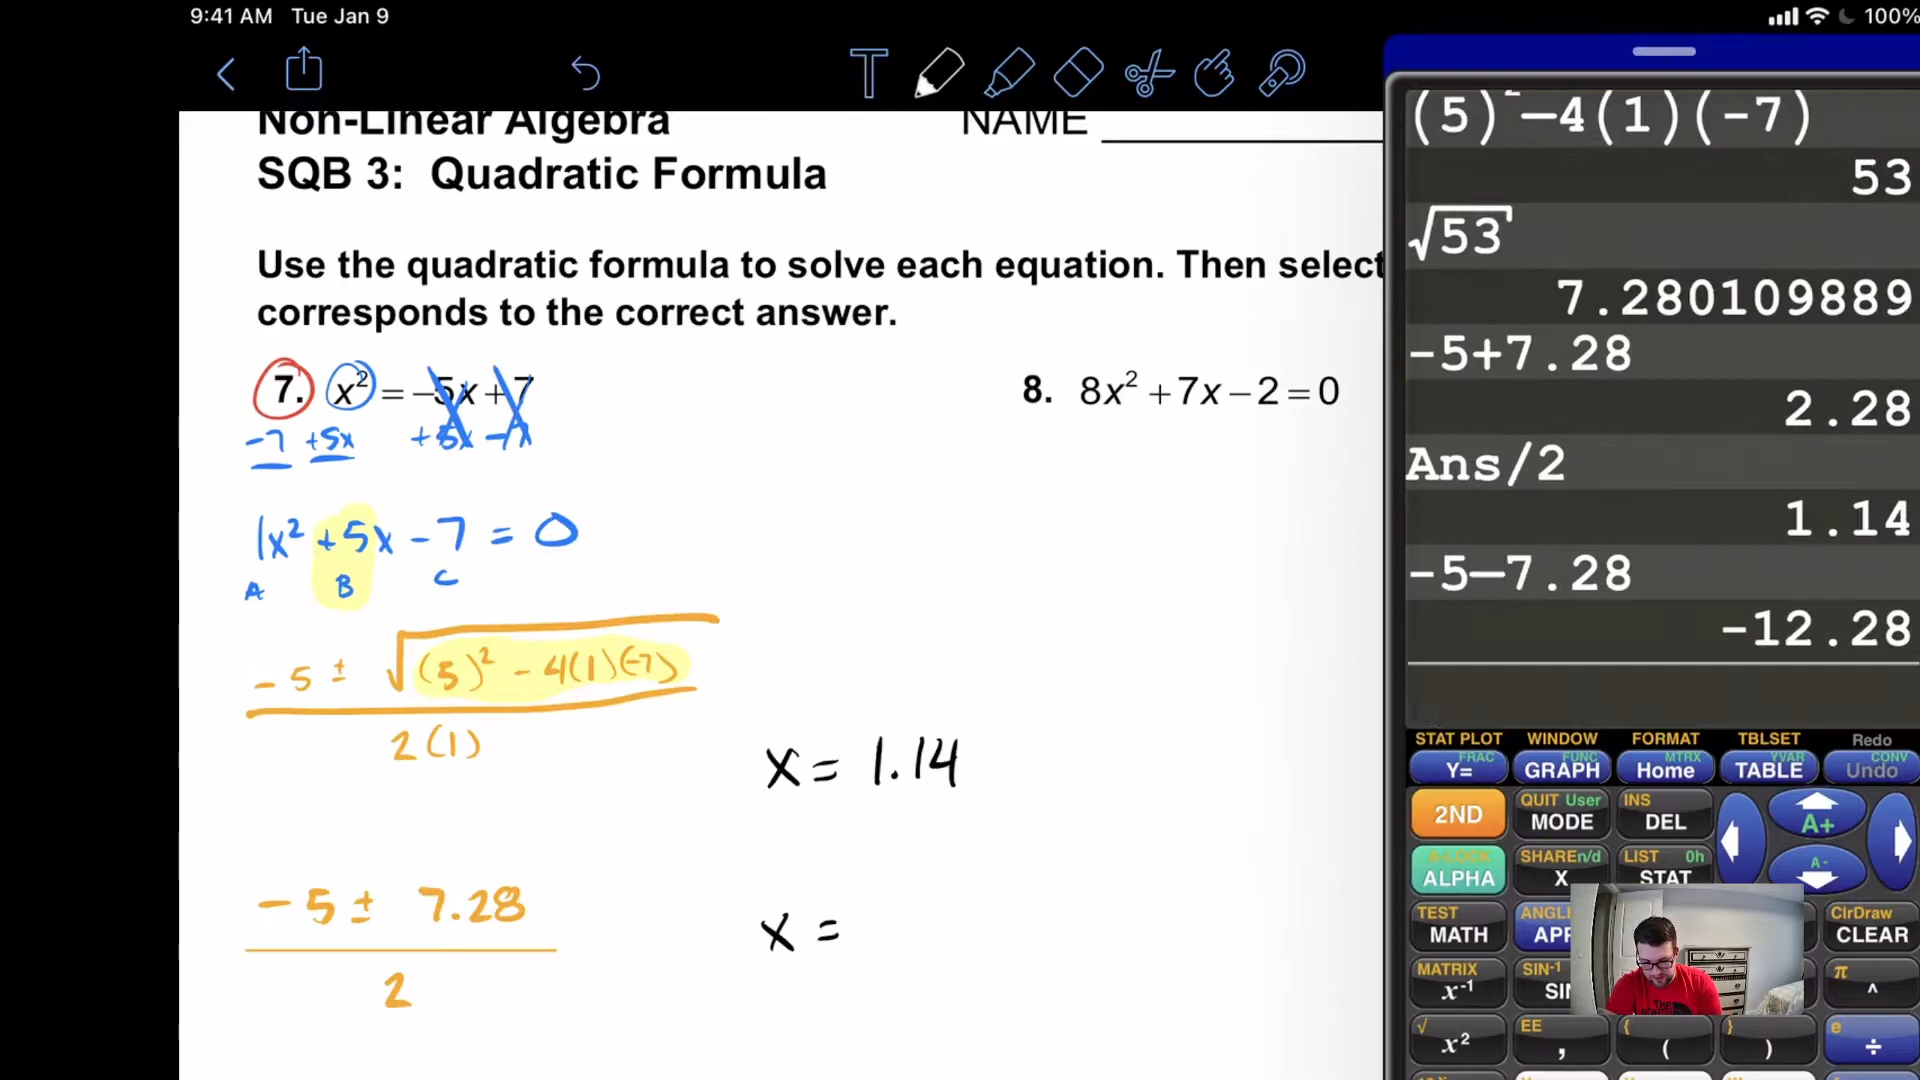 9:41 AM Tue Jan 9
100%
Non-Linear Algebra
NAME
SQB 3: Quadratic Formula
Use the quadratic formula to solve each equation. Then select
corresponds to the correct answer.
7. x² = −5x + 7
−7 +5x +5x −7
1x² +5x − 7 = 0
A B C
−5 ± √(5)² − 4(1)(−7)
2(1)
x = 1.14
−5 ± 7.28
2
x =
8. 8x² + 7x − 2 = 0
(5)²−4(1)(-7)
53
√53
7.280109889
-5+7.28
2.28
Ans/2
1.14
-5−7.28
-12.28
STAT PLOT WINDOW FORMAT TBLSET Redo
FRAC FUNC MTRX YVAR CONV
Y= GRAPH Home TABLE Undo
QUIT User INS
2ND MODE DEL A+
A-LOCK SHARE n/d LIST 0h A-
ALPHA X STAT
TEST ANGLE ClrDraw
MATH APP CLEAR
MATRIX SIN⁻¹ π
x⁻¹ SIN ^
√ EE { } e
x² , ( ) ÷